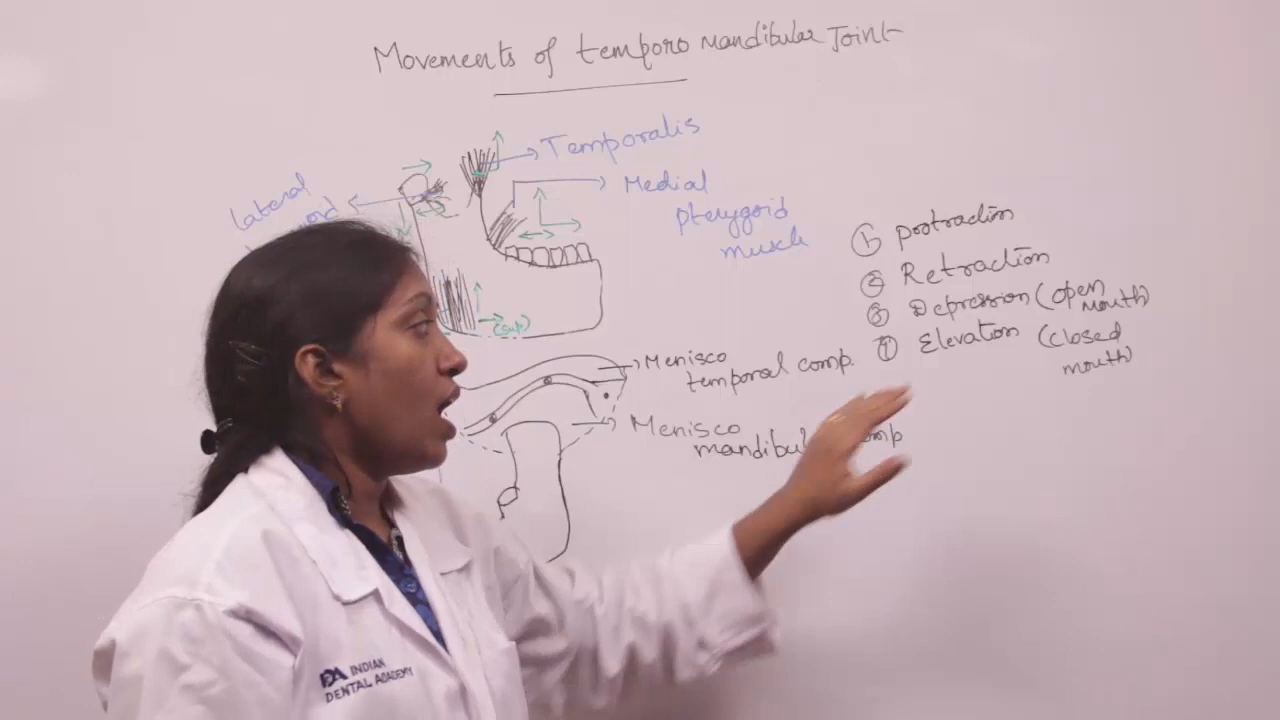 Movements of temporo mandibular Joint
Temporalis
Medial
pterygoid
muscle
lateral
(sup)
Menisco
temporal comp.
Menisco
① protraction
② Retraction
③ Depression (open
mouth)
④ Elevation (closed
mouth)
INDIAN
DENTAL ACADEMY